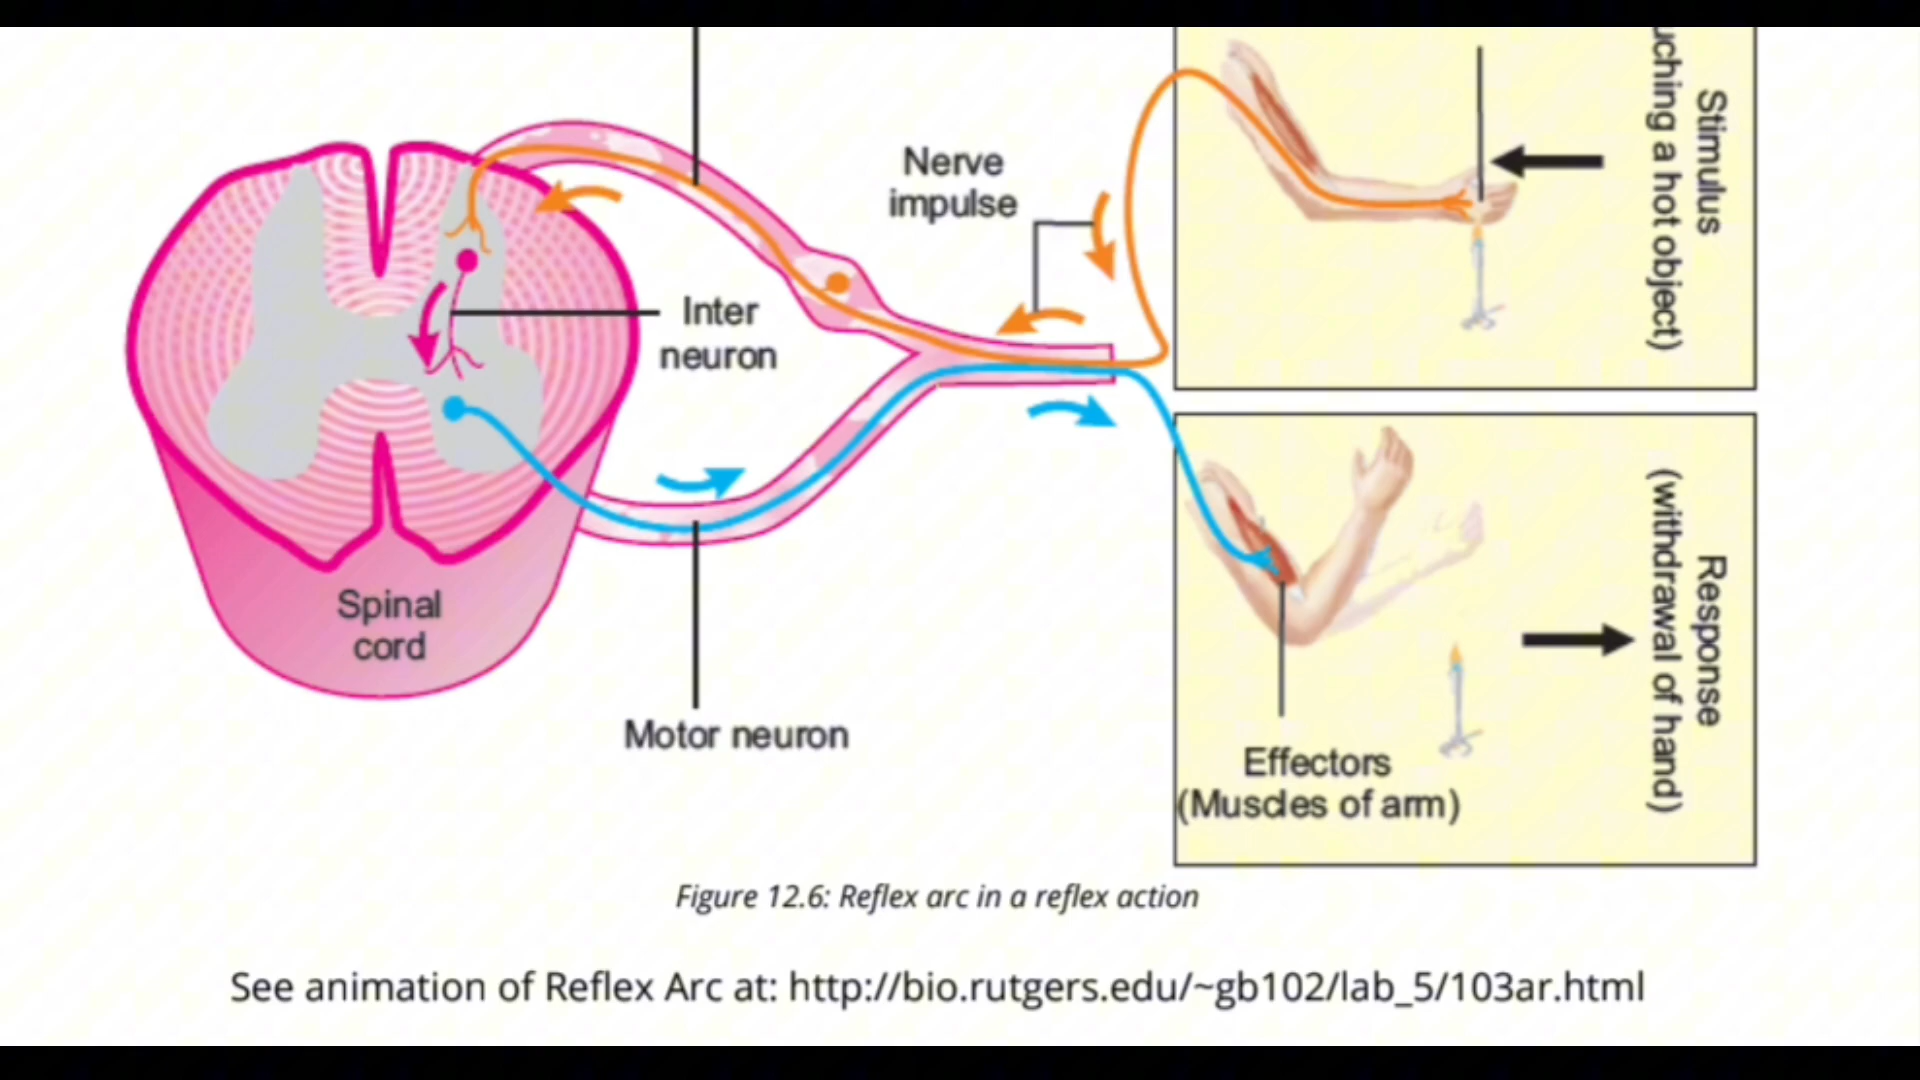 Nerve
impulse
Stimulus
uching a hot object)
Inter
neuron
Spinal
cord
Motor neuron
Response
(withdrawal of hand)
Effectors
(Muscles of arm)
Figure 12.6: Reflex arc in a reflex action
See animation of Reflex Arc at: http://bio.rutgers.edu/~gb102/lab_5/103ar.html